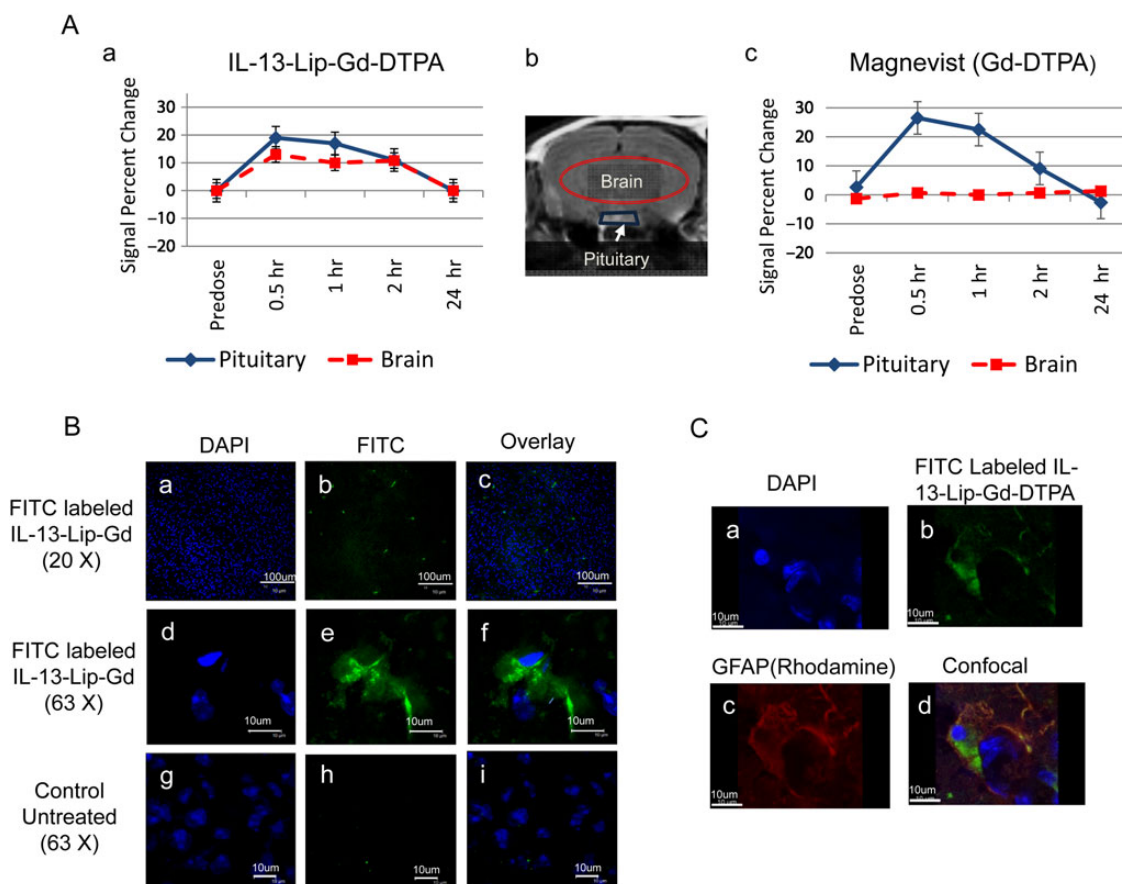 A
a
IL-13-Lip-Gd-DTPA
Signal Percent Change
30
20
10
0
−10
−20
Predose
0.5 hr
1 hr
2 hr
24 hr
Pituitary
Brain
b
Brain
Pituitary
c
Magnevist (Gd-DTPA)
Signal Percent Change
30
20
10
0
−10
−20
Predose
0.5 hr
1 hr
2 hr
24 hr
Pituitary
Brain
B
DAPI
FITC
Overlay
FITC labeled
IL-13-Lip-Gd
(20 X)
a
100um
b
100um
c
100um
FITC labeled
IL-13-Lip-Gd
(63 X)
d
10um
e
10um
f
10um
Control
Untreated
(63 X)
g
10um
h
10um
i
10um
C
DAPI
FITC Labeled IL-
13-Lip-Gd-DTPA
a
10um
b
10um
GFAP(Rhodamine)
Confocal
c
10um
d
10um